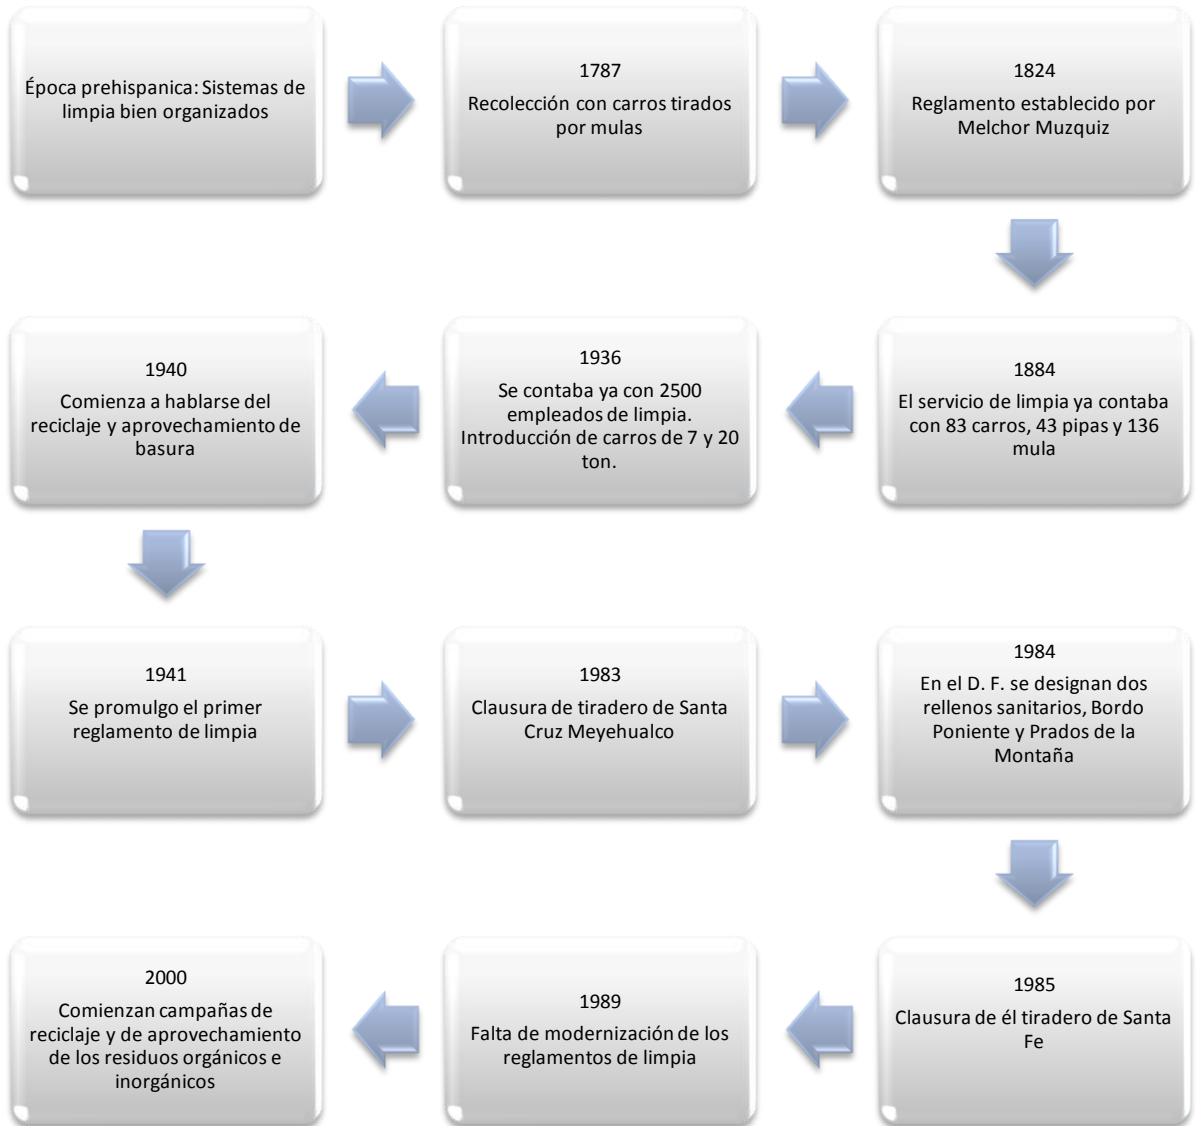 Época prehispanica: Sistemas de
limpia bien organizados
1787
Recolección con carros tirados
por mulas
1824
Reglamento establecido por
Melchor Muzquiz
1884
El servicio de limpia ya contaba
con 83 carros, 43 pipas y 136
mula
1936
Se contaba ya con 2500
empleados de limpia.
Introducción de carros de 7 y 20
ton.
1940
Comienza a hablarse del
reciclaje y aprovechamiento de
basura
1941
Se promulgo el primer
reglamento de limpia
1983
Clausura de tiradero de Santa
Cruz Meyehualco
1984
En el D. F. se designan dos
rellenos sanitarios, Bordo
Poniente y Prados de la
Montaña
1985
Clausura de él tiradero de Santa
Fe
1989
Falta de modernización de los
reglamentos de limpia
2000
Comienzan campañas de
reciclaje y de aprovechamiento
de los residuos orgánicos e
inorgánicos